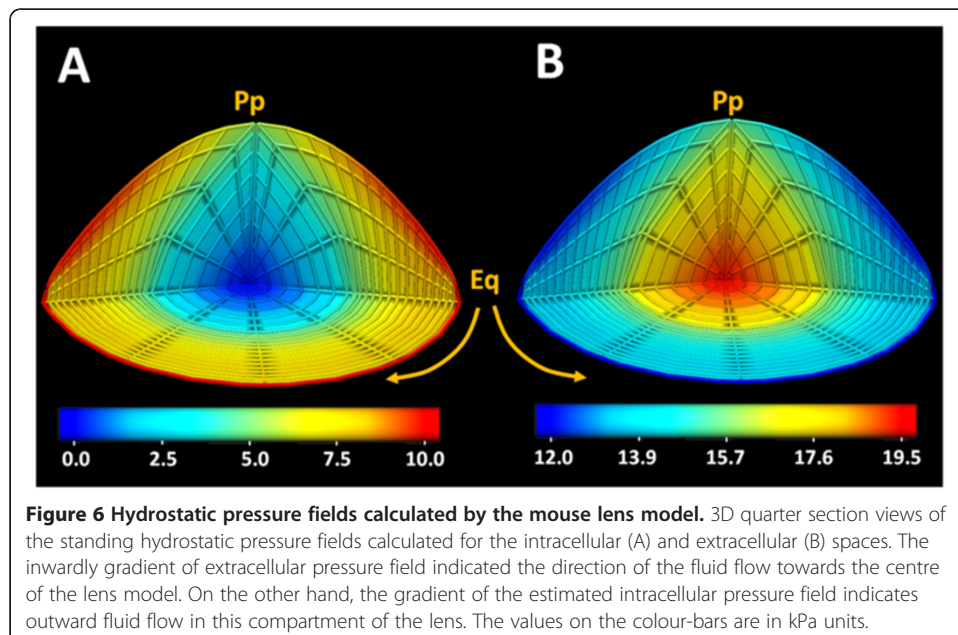 A
B
Pp
Pp
Eq
0.0 2.5 5.0 7.5 10.0
12.0 13.9 15.7 17.6 19.5
Figure 6 Hydrostatic pressure fields calculated by the mouse lens model. 3D quarter section views of
the standing hydrostatic pressure fields calculated for the intracellular (A) and extracellular (B) spaces. The
inwardly gradient of extracellular pressure field indicated the direction of the fluid flow towards the centre
of the lens model. On the other hand, the gradient of the estimated intracellular pressure field indicates
outward fluid flow in this compartment of the lens. The values on the colour-bars are in kPa units.